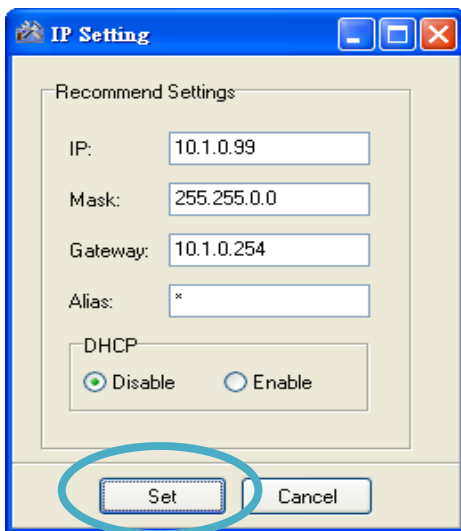 IP Setting
Recommend Settings
IP: 10.1.0.99
Mask: 255.255.0.0
Gateway: 10.1.0.254
Alias: *
DHCP
Disable Enable
Set Cancel